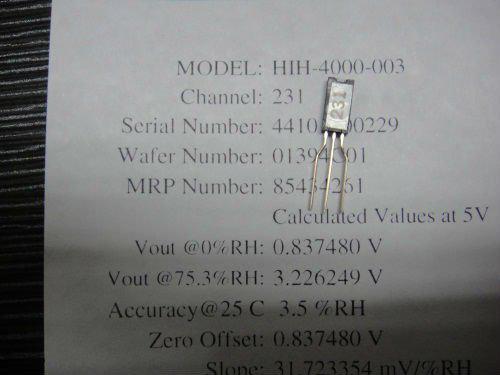 MODEL: HIH-4000-003
Channel: 231
231
Serial Number: 00229
Wafer Number:
MRP Number: 85434261
Calculated Values at 5V
Vout @0%RH: 0.837480 V
Vout @75.3%RH: 3.226249 V
Accuracy@25 C 3.5 %RH
Zero Offset: 0.837480 V
Slope: 31.723354 mV/%RH